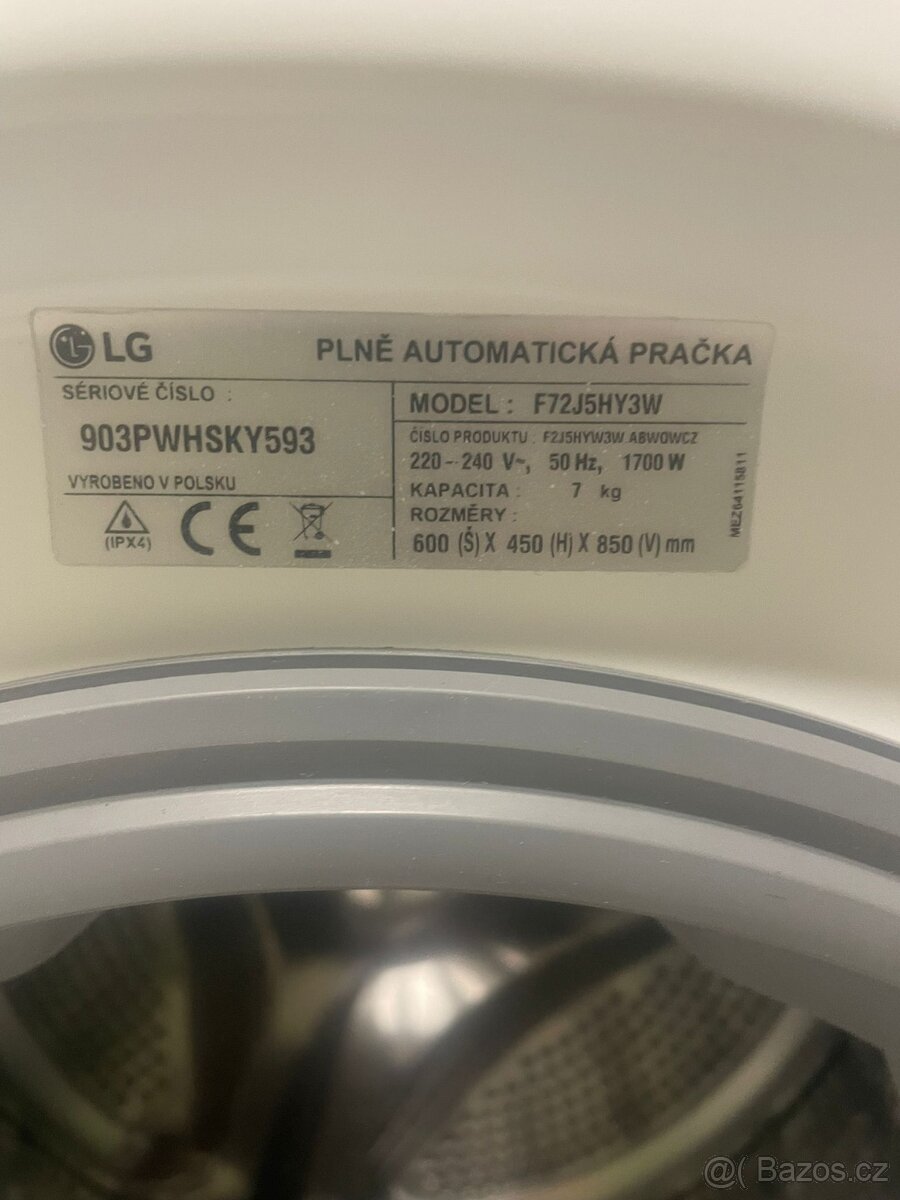 LG
PLNĚ AUTOMATICKÁ PRAČKA
SÉRIOVÉ ČÍSLO :
903PWHSKY593
VYROBENO V POLSKU
(IPX4)
CE
MODEL : F72J5HY3W
ČÍSLO PRODUKTU : F2J5HYW3W.ABWOWCZ
220 - 240 V~, 50 Hz, 1700 W
KAPACITA : 7 kg
ROZMĚRY :
600 (Š) X 450 (H) X 850 (V) mm
MEZ64115811
@( Bazos.cz